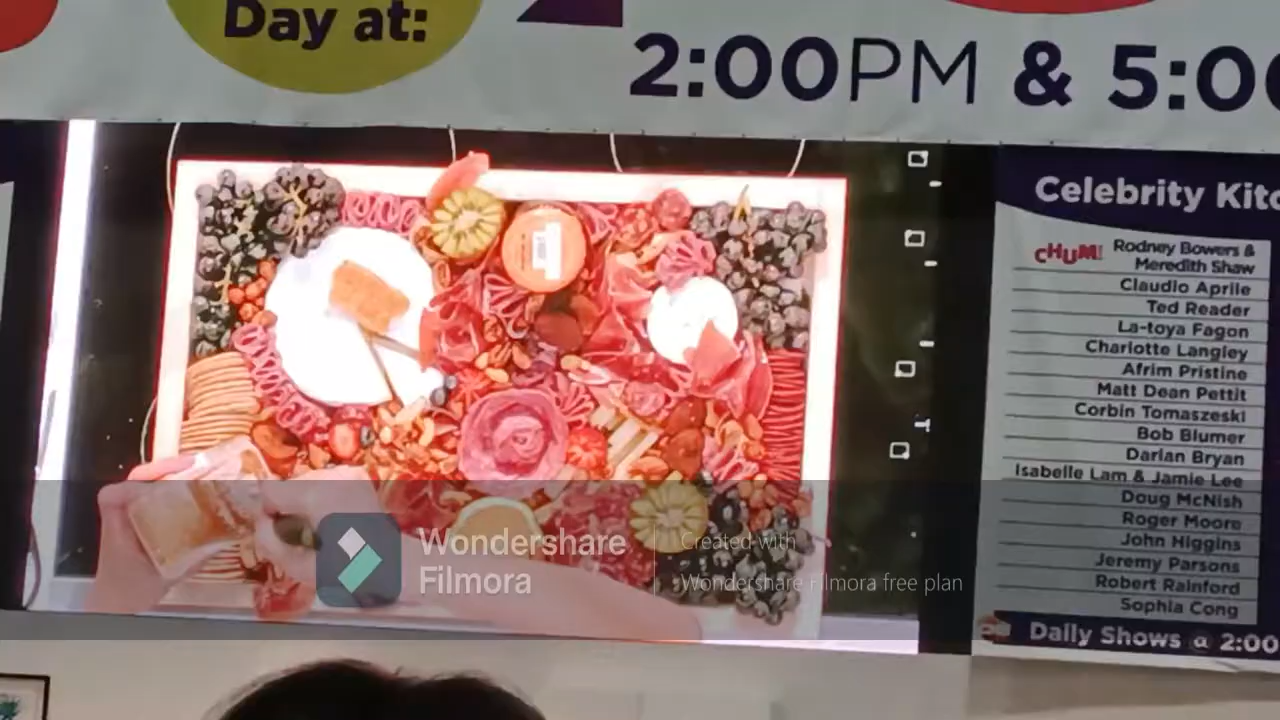 Day at:
2:00PM & 5:00
Celebrity Kitc
CHUM! Rodney Bowers &
Meredith Shaw
Claudio Aprile
Ted Reader
La-toya Fagon
Charlotte Langley
Afrim Pristine
Matt Dean Pettit
Corbin Tomaszeski
Bob Blumer
Darian Bryan
Isabelle Lam & Jamie Lee
Doug McNish
Roger Moore
John Higgins
Jeremy Parsons
Robert Rainford
Sophia Cong
Daily Shows @ 2:00
Wondershare
Filmora
Created with
Wondershare Filmora free plan